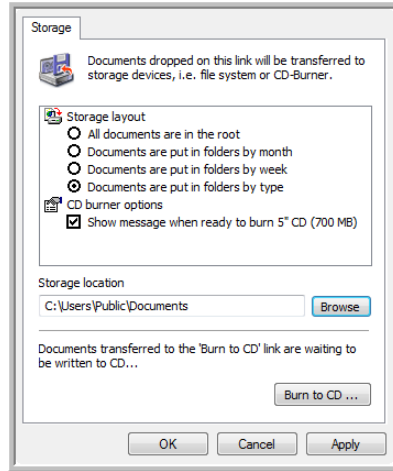 Storage
Documents dropped on this link will be transferred to
storage devices, i.e. file system or CD-Burner.
Storage layout
All documents are in the root
Documents are put in folders by month
Documents are put in folders by week
Documents are put in folders by type
CD burner options
Show message when ready to burn 5" CD (700 MB)
Storage location
C:\Users\Public\Documents
Browse
Documents transferred to the 'Burn to CD' link are waiting to
be written to CD...
Burn to CD ...
OK Cancel Apply